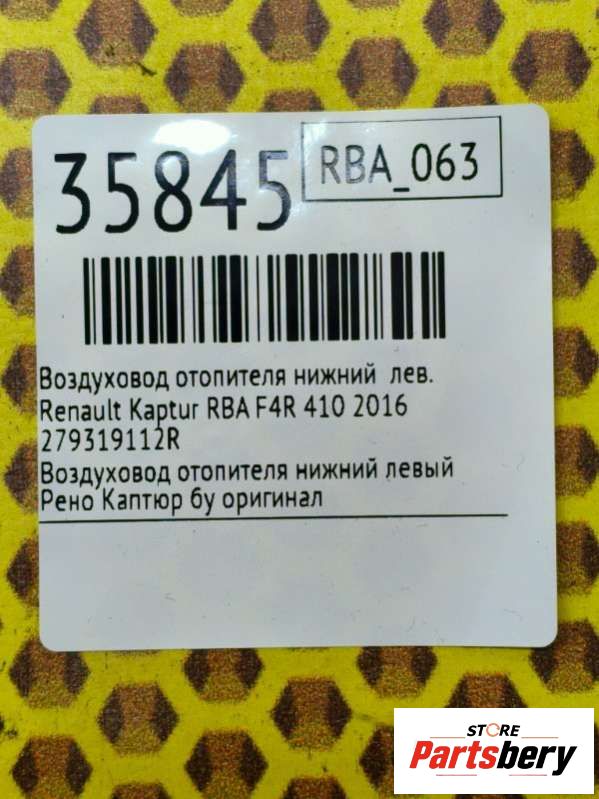 35845
RBA_063
Воздуховод отопителя нижний лев.
Renault Kaptur RBA F4R 410 2016
279319112R
Воздуховод отопителя нижний левый
Рено Каптюр бу оригинал
STORE
Partsbery